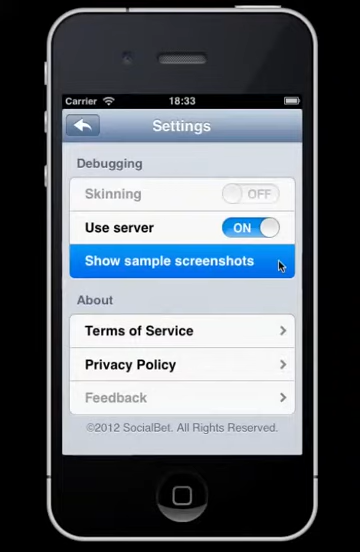 Carrier 18:33
Settings
Debugging
Skinning OFF
Use server ON
Show sample screenshots
About
Terms of Service
Privacy Policy
Feedback
©2012 SocialBet. All Rights Reserved.